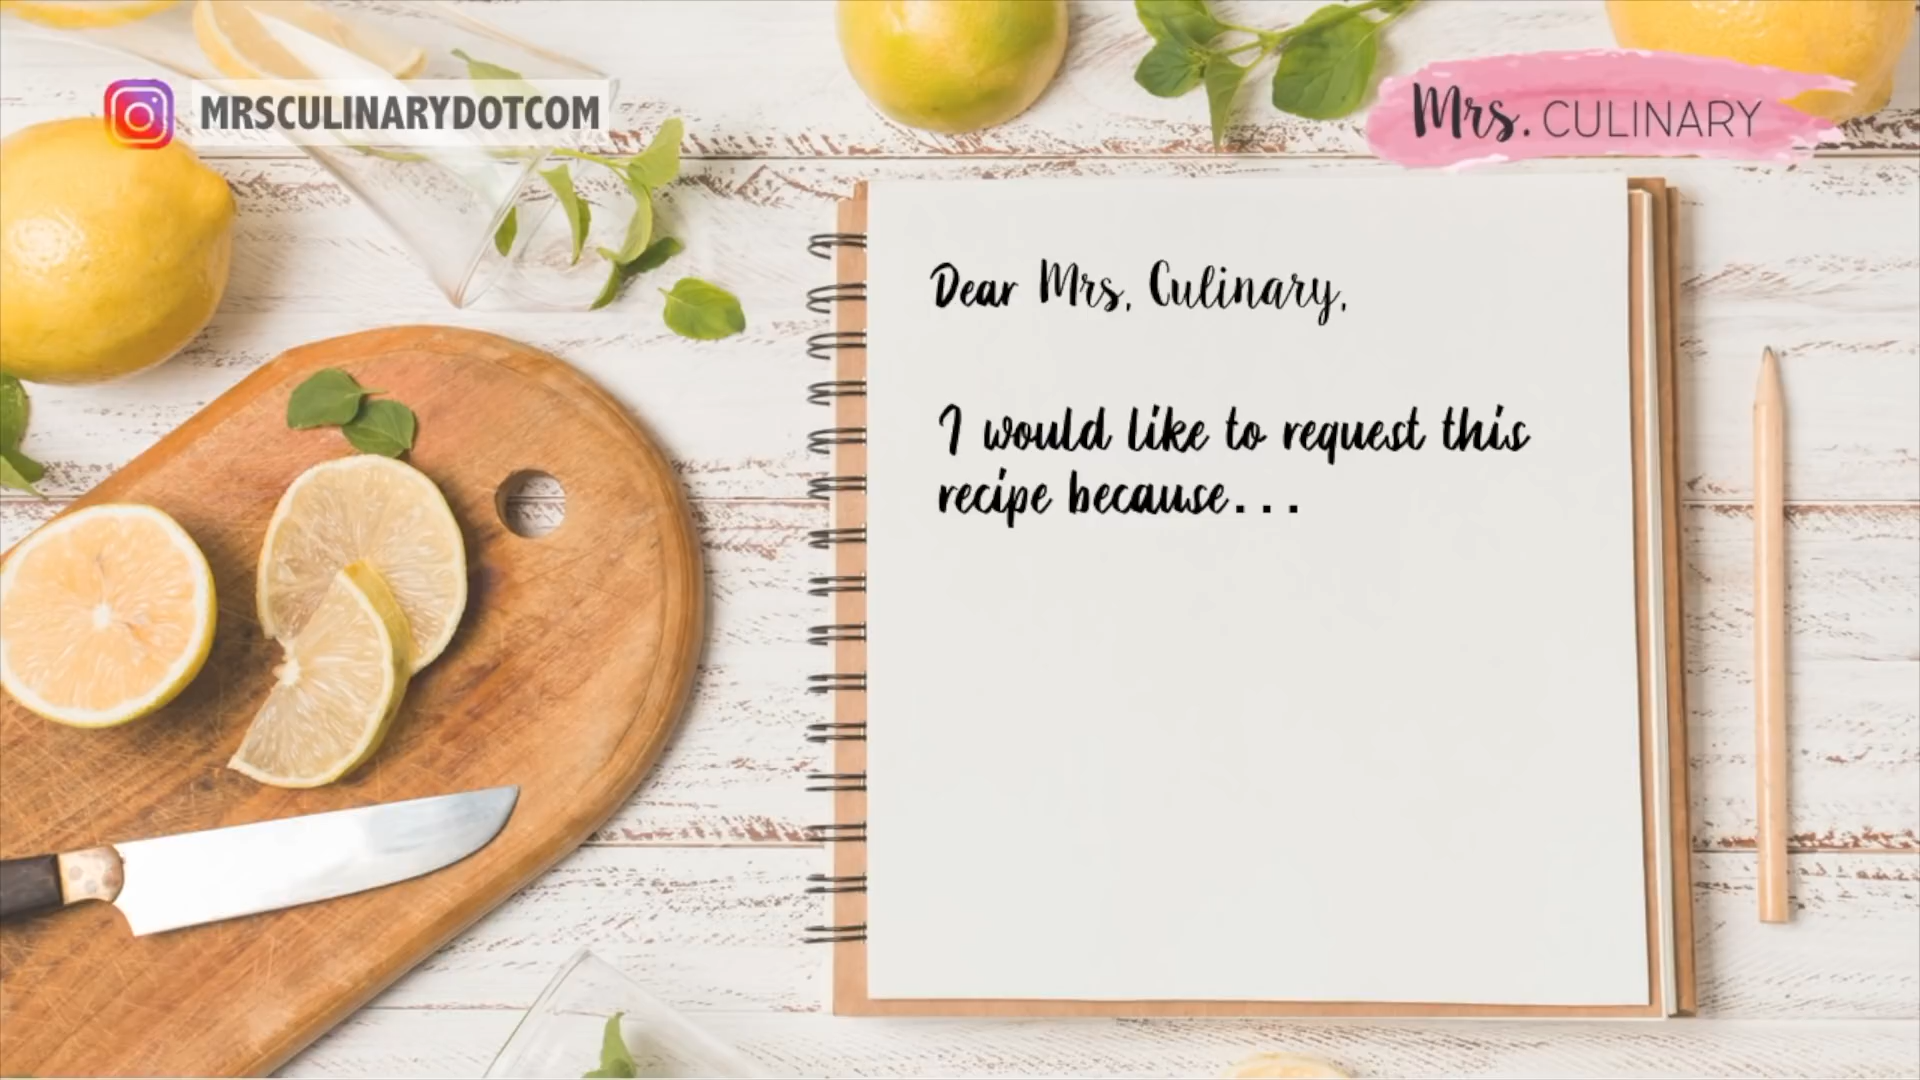 MRSCULINARYDOTCOM
Mrs. CULINARY
Dear Mrs. Culinary,
I would like to request this
recipe because...